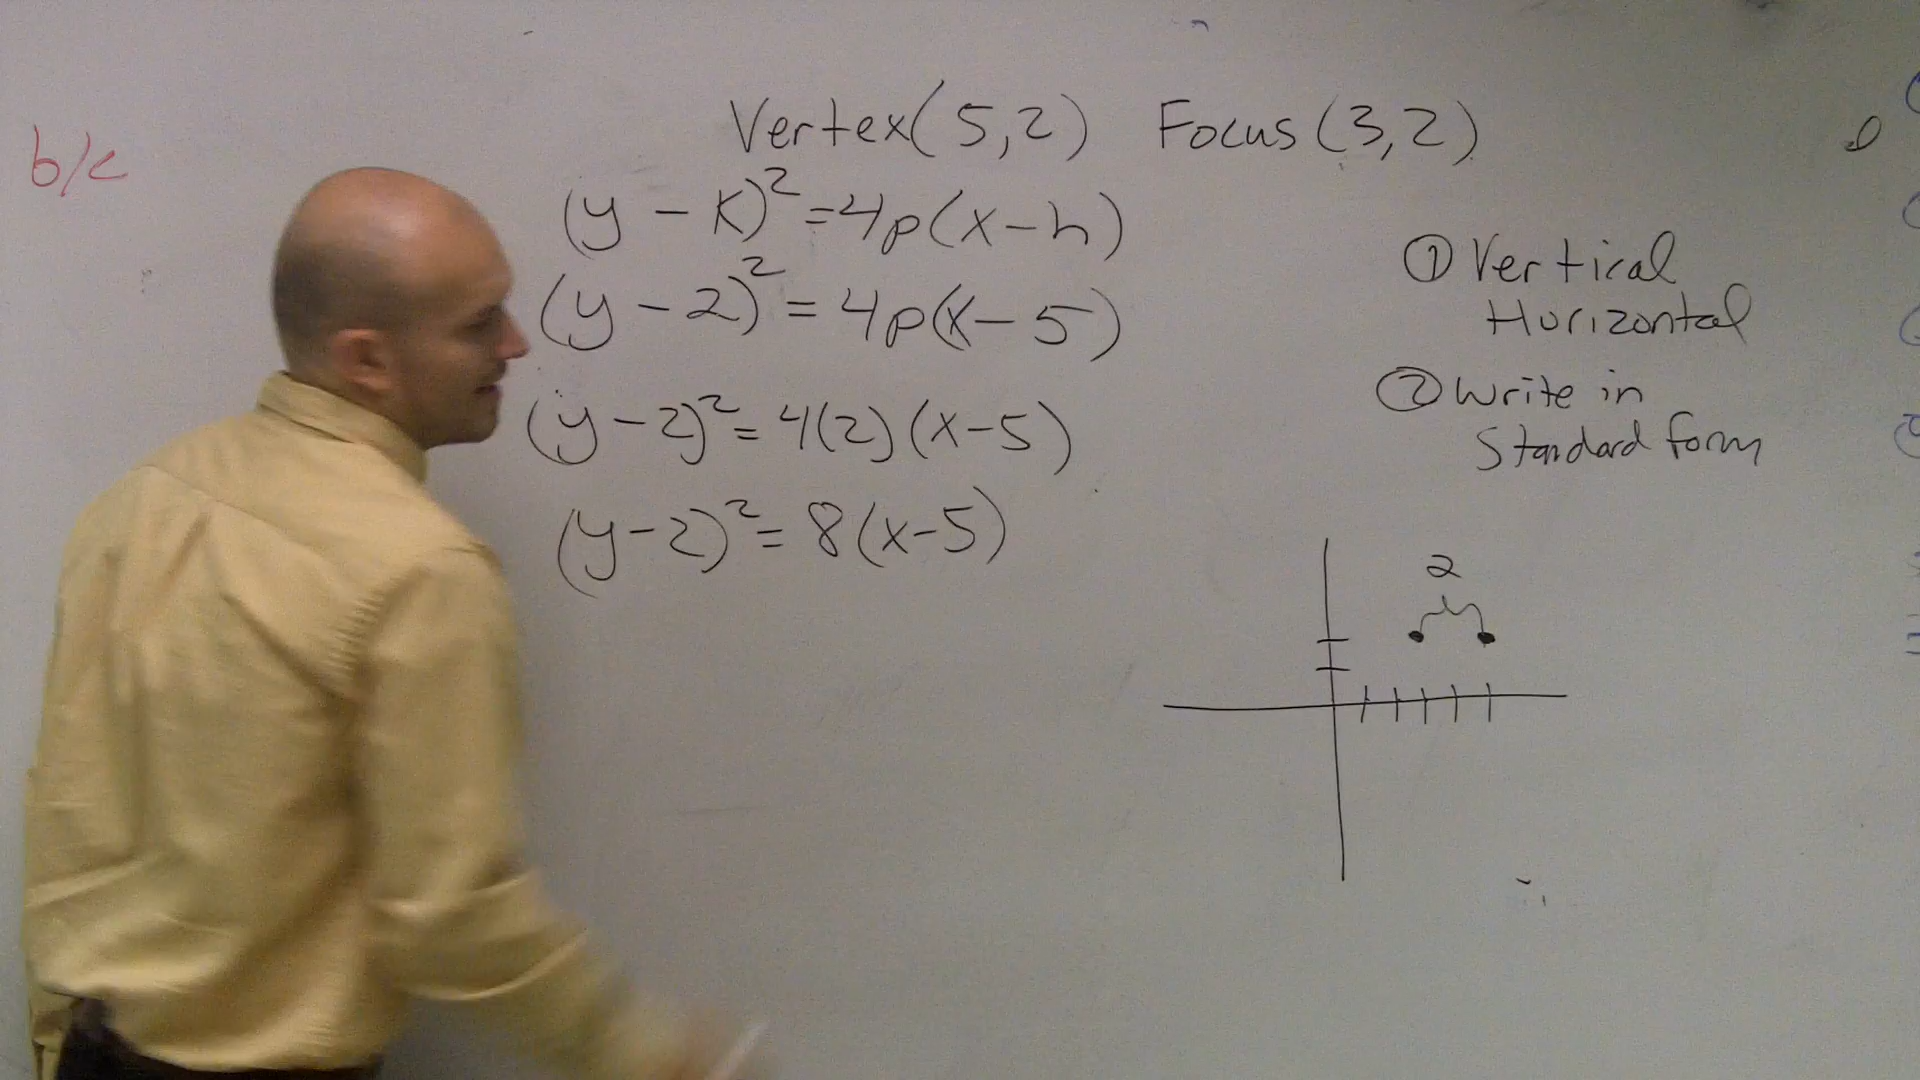 b/c
Vertex(5,2) Focus(3,2)
(y - k)² = 4p(x-h)
(y - 2)² = 4p(x - 5)
(y - 2)² = 4(2)(x-5)
(y-2)² = 8(x-5)
① Vertical
Horizontal
② Write in
Standard form
2